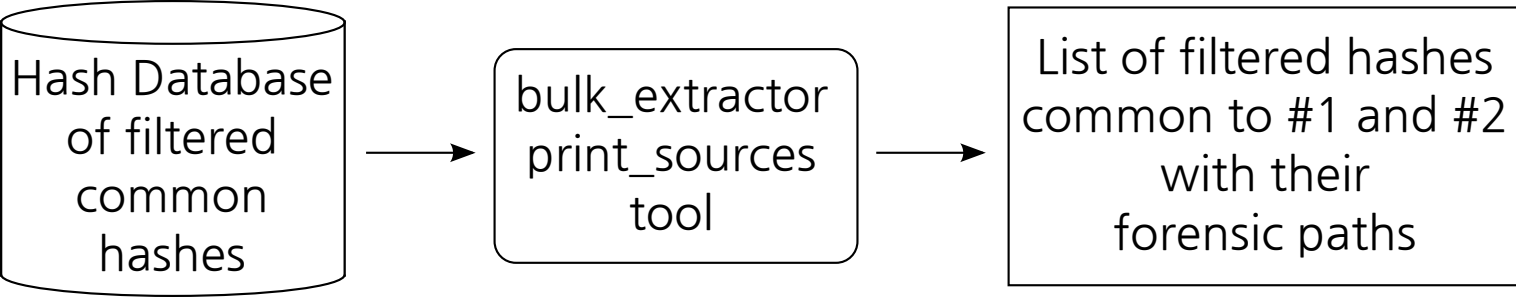 Hash Database
of filtered
common
hashes
bulk_extractor
print_sources
tool
List of filtered hashes
common to #1 and #2
with their
forensic paths